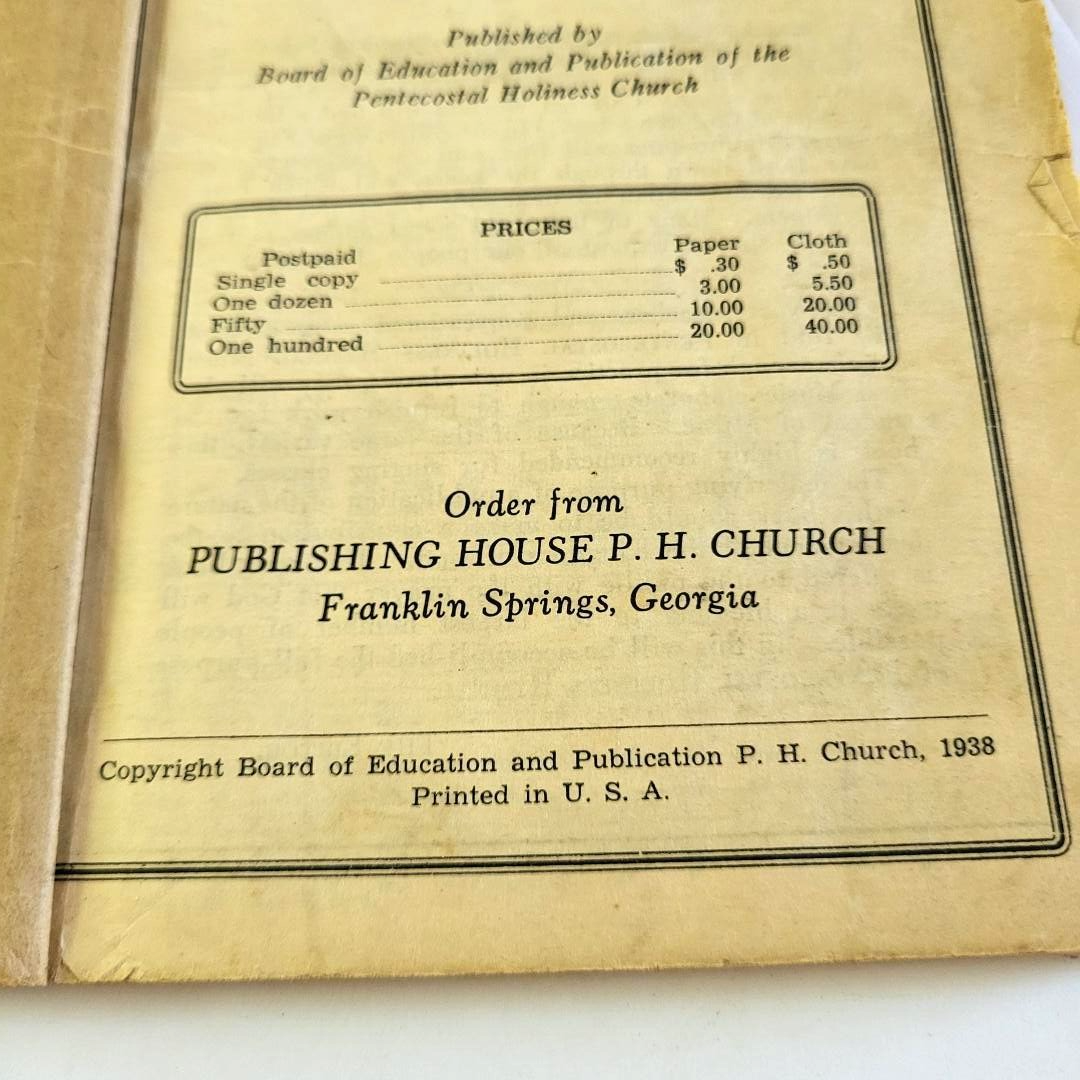 Published by
Board of Education and Publication of the
Pentecostal Holiness Church
PRICES
Postpaid Paper Cloth
Single copy $ .30 $ .50
One dozen 3.00 5.50
Fifty 10.00 20.00
One hundred 20.00 40.00
Order from
PUBLISHING HOUSE P. H. CHURCH
Franklin Springs, Georgia
Copyright Board of Education and Publication P. H. Church, 1938
Printed in U. S. A.